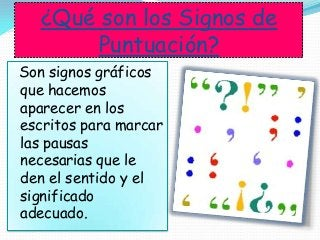 ¿Qué son los Signos de
Puntuación?
Son signos gráficos
que hacemos
aparecer en los
escritos para marcar
las pausas
necesarias que le
den el sentido y el
significado
adecuado.